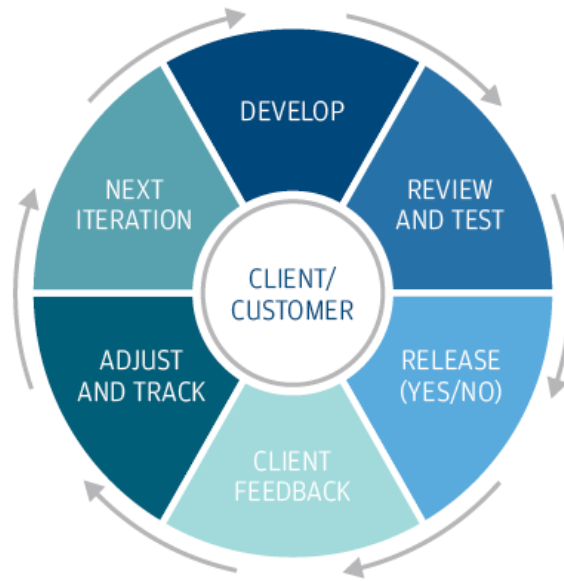 DEVELOP
REVIEW
AND TEST
RELEASE
(YES/NO)
CLIENT
FEEDBACK
ADJUST
AND TRACK
NEXT
ITERATION
CLIENT/
CUSTOMER